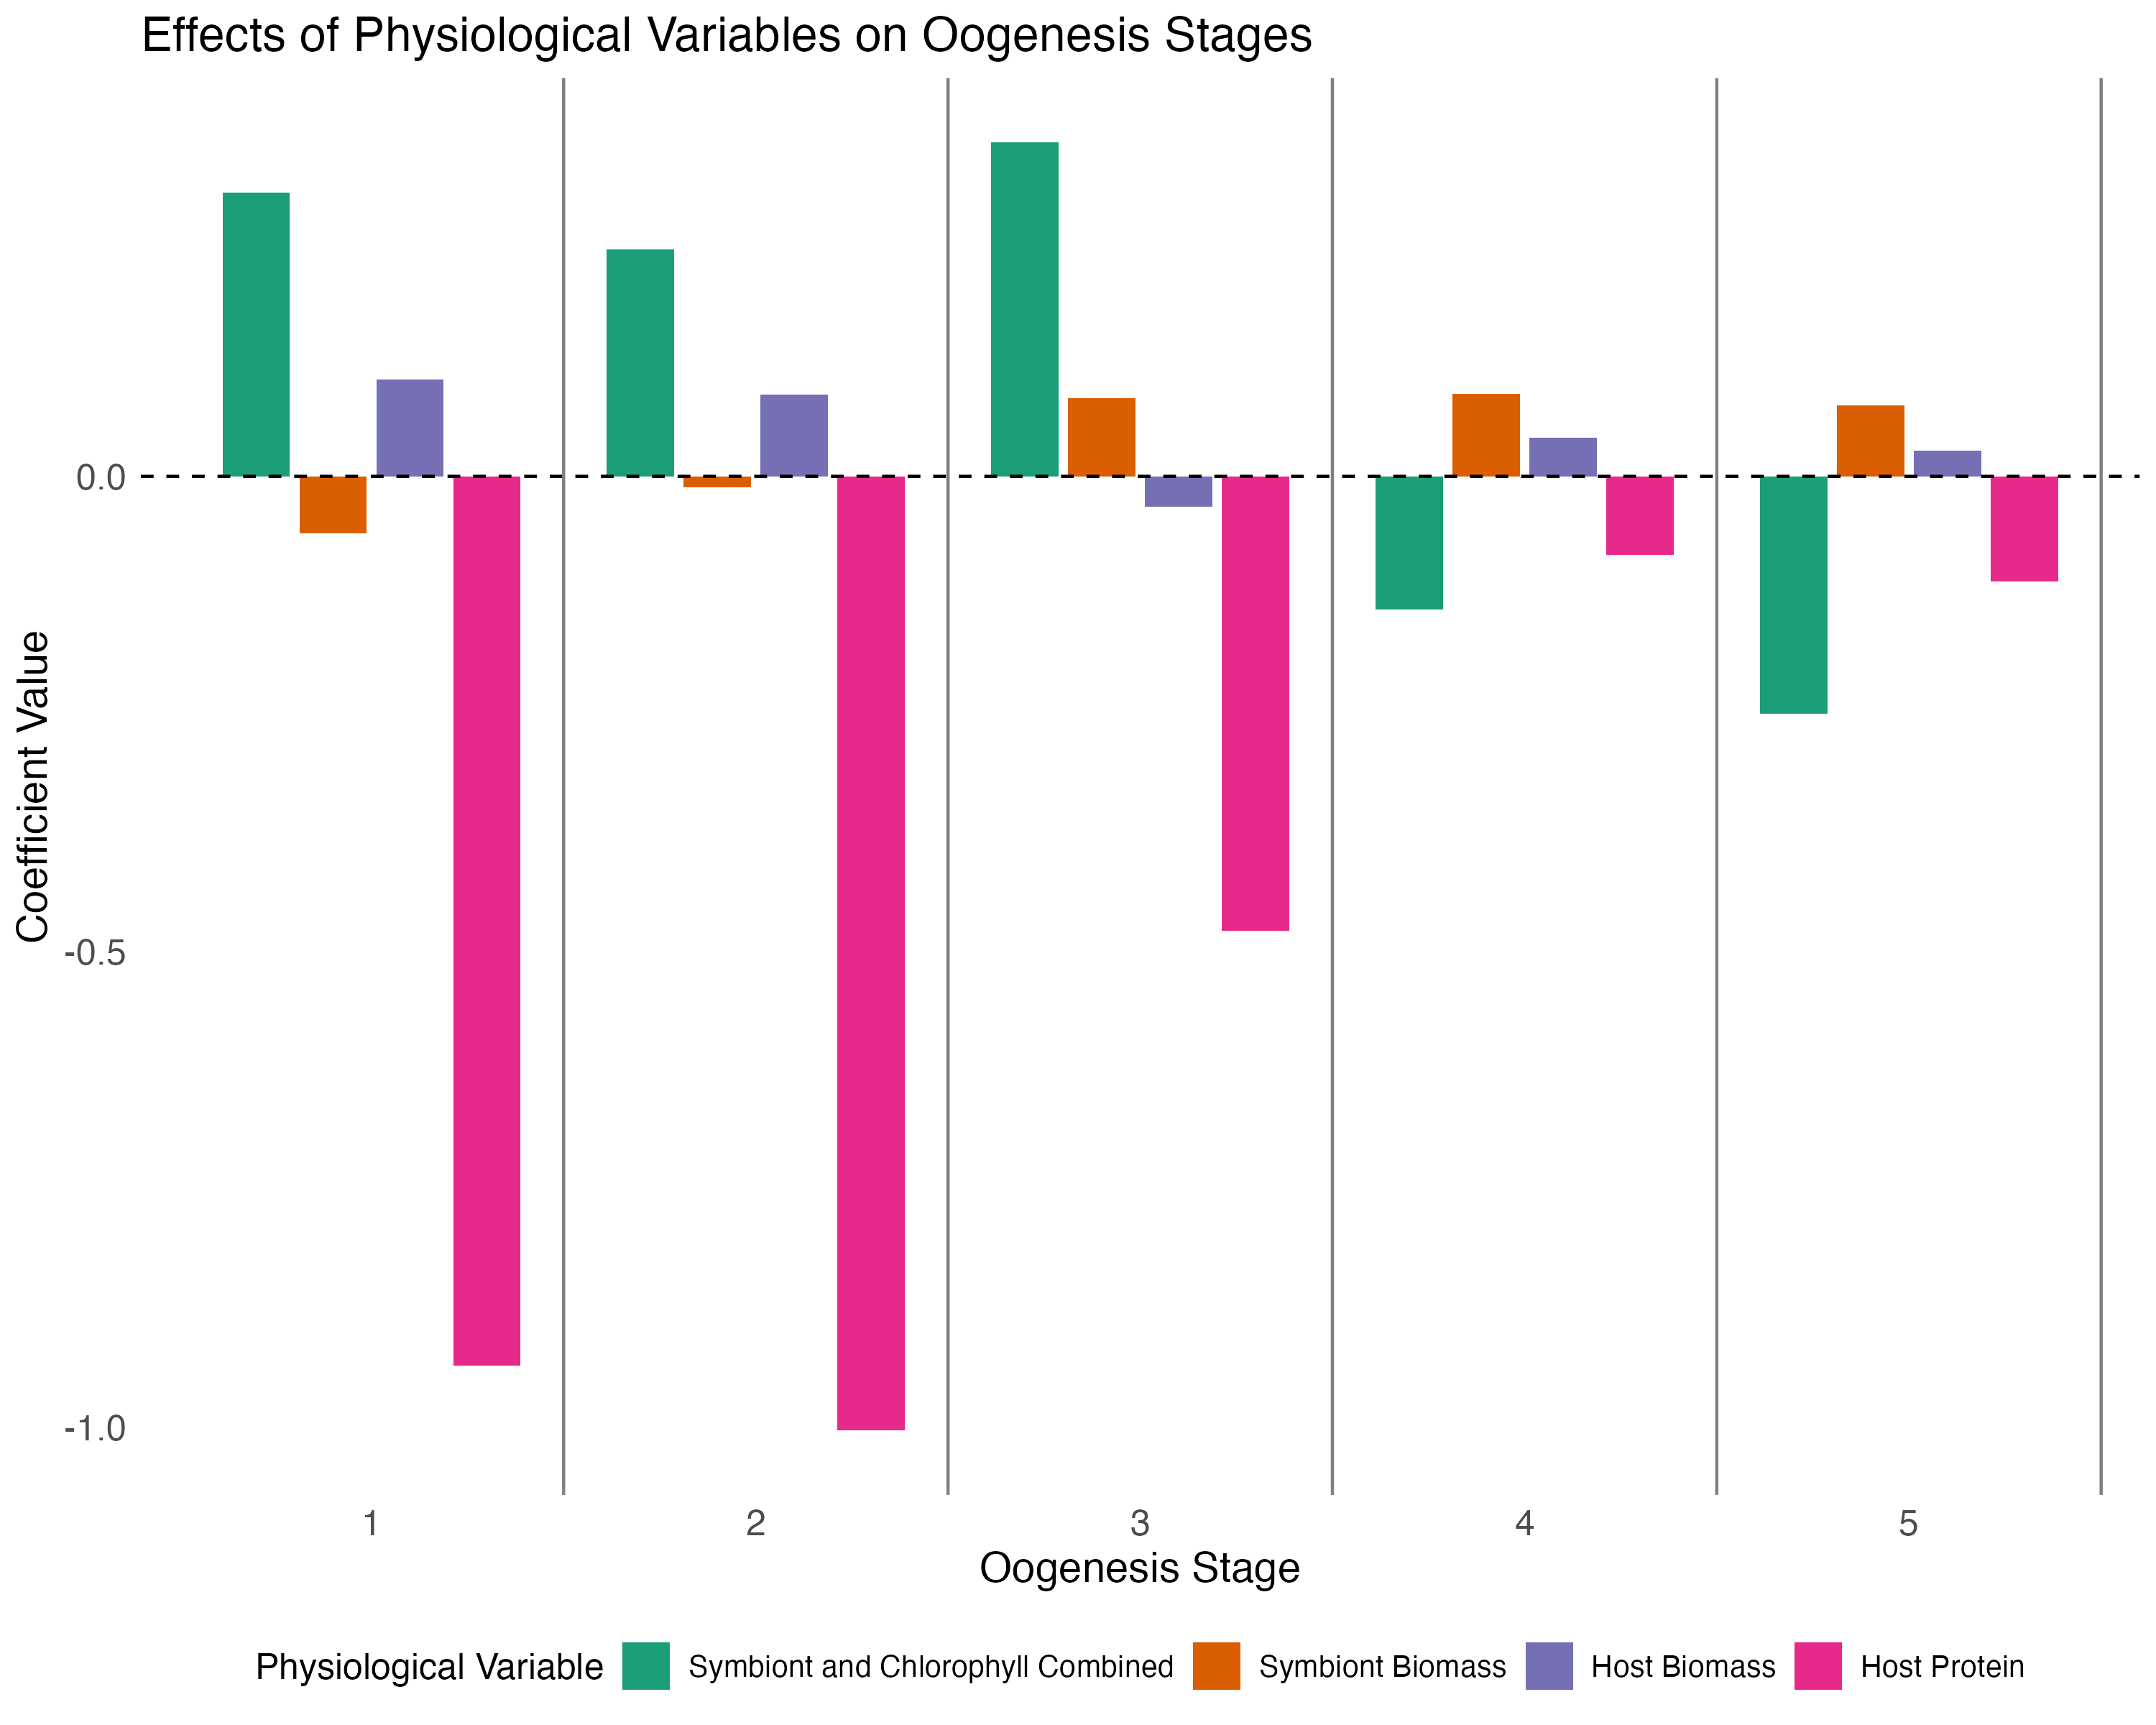 Effects of Physiological Variables on Oogenesis Stages
Coefficient Value
0.0
-0.5
-1.0
1 2 3 4 5
Oogenesis Stage
Physiological Variable Symbiont and Chlorophyll Combined Symbiont Biomass Host Biomass Host Protein